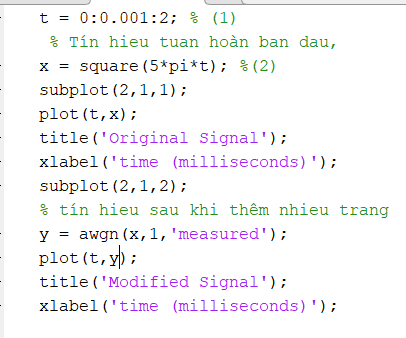 t = 0:0.001:2; % (1)
% Tín hieu tuan hoàn ban dau,
x = square(5*pi*t); %(2)
subplot(2,1,1);
plot(t,x);
title('Original Signal');
xlabel('time (milliseconds)');
subplot(2,1,2);
% tín hieu sau khi thêm nhieu trang
y = awgn(x,1,'measured');
plot(t,y);
title('Modified Signal');
xlabel('time (milliseconds)');